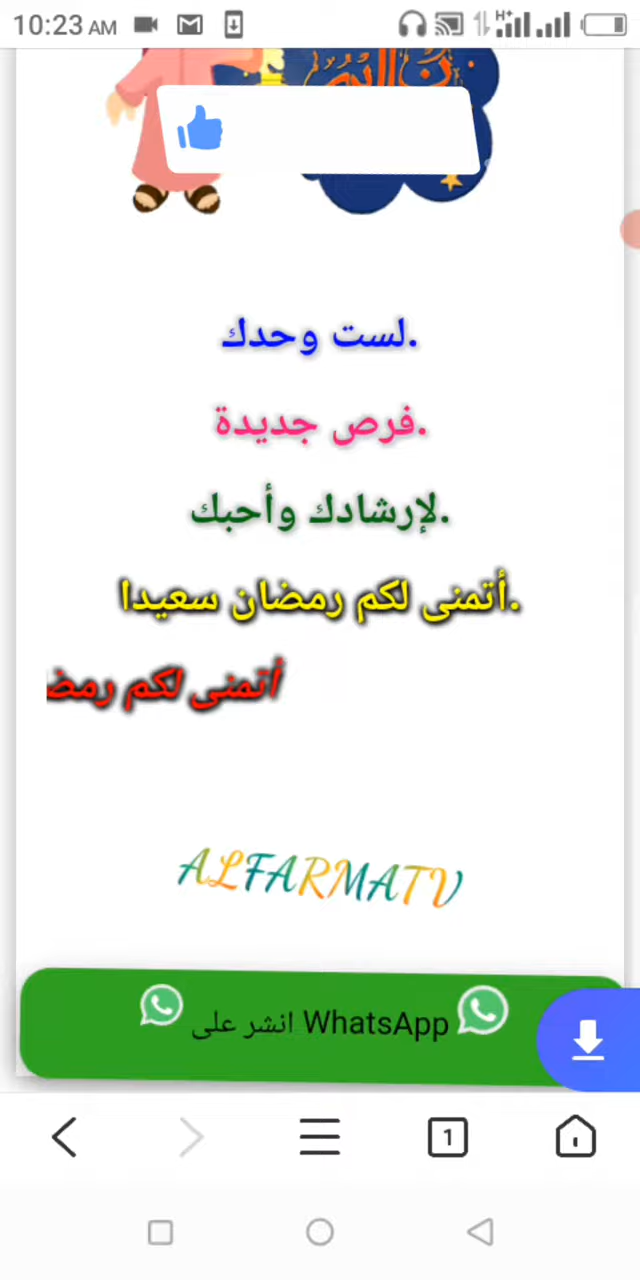 10:23 AM
H+
.لست وحدك
.فرص جديدة
.لإرشادك وأحبك
.أتمنى لكم رمضان سعيدا
أتمنى لكم رمض
ALFARMATV
انشر على WhatsApp
1